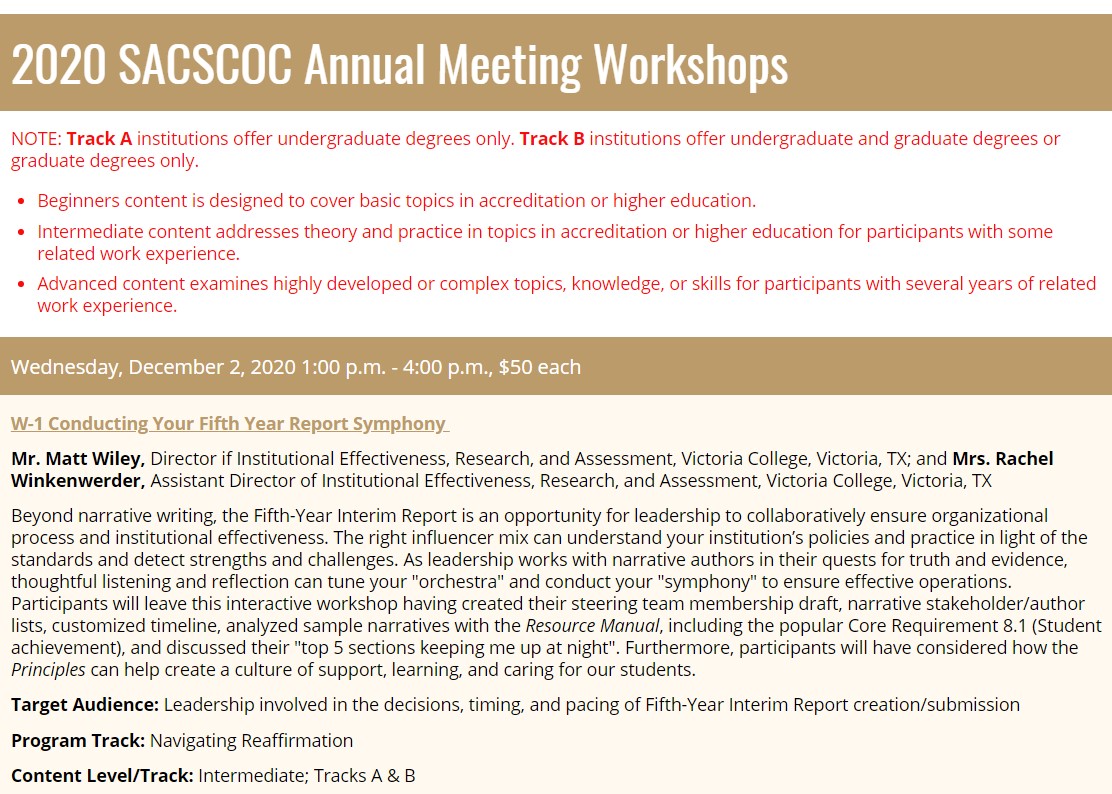 2020 SACSCOC Annual Meeting Workshops
NOTE: Track A institutions offer undergraduate degrees only. Track B institutions offer undergraduate and graduate degrees or
graduate degrees only.
• Beginners content is designed to cover basic topics in accreditation or higher education.
• Intermediate content addresses theory and practice in topics in accreditation or higher education for participants with some
related work experience.
• Advanced content examines highly developed or complex topics, knowledge, or skills for participants with several years of related
work experience.
Wednesday, December 2, 2020 1:00 p.m. - 4:00 p.m., $50 each
W-1 Conducting Your Fifth Year Report Symphony
Mr. Matt Wiley, Director if Institutional Effectiveness, Research, and Assessment, Victoria College, Victoria, TX; and Mrs. Rachel
Winkenwerder, Assistant Director of Institutional Effectiveness, Research, and Assessment, Victoria College, Victoria, TX
Beyond narrative writing, the Fifth-Year Interim Report is an opportunity for leadership to collaboratively ensure organizational
process and institutional effectiveness. The right influencer mix can understand your institution’s policies and practice in light of the
standards and detect strengths and challenges. As leadership works with narrative authors in their quests for truth and evidence,
thoughtful listening and reflection can tune your "orchestra" and conduct your "symphony" to ensure effective operations.
Participants will leave this interactive workshop having created their steering team membership draft, narrative stakeholder/author
lists, customized timeline, analyzed sample narratives with the Resource Manual, including the popular Core Requirement 8.1 (Student
achievement), and discussed their "top 5 sections keeping me up at night". Furthermore, participants will have considered how the
Principles can help create a culture of support, learning, and caring for our students.
Target Audience: Leadership involved in the decisions, timing, and pacing of Fifth-Year Interim Report creation/submission
Program Track: Navigating Reaffirmation
Content Level/Track: Intermediate; Tracks A & B